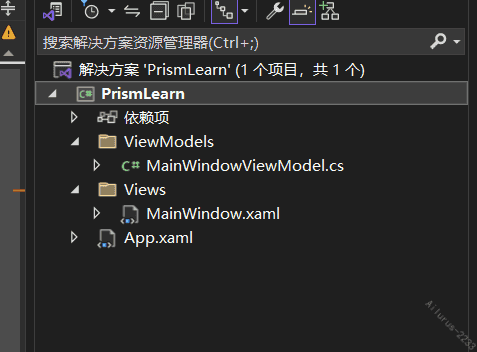 搜索解决方案资源管理器(Ctrl+;)
解决方案 'PrismLearn' (1 个项目，共 1 个)
C# PrismLearn
依赖项
ViewModels
C# MainWindowViewModel.cs
Views
MainWindow.xaml
App.xaml
Ailurus-2233